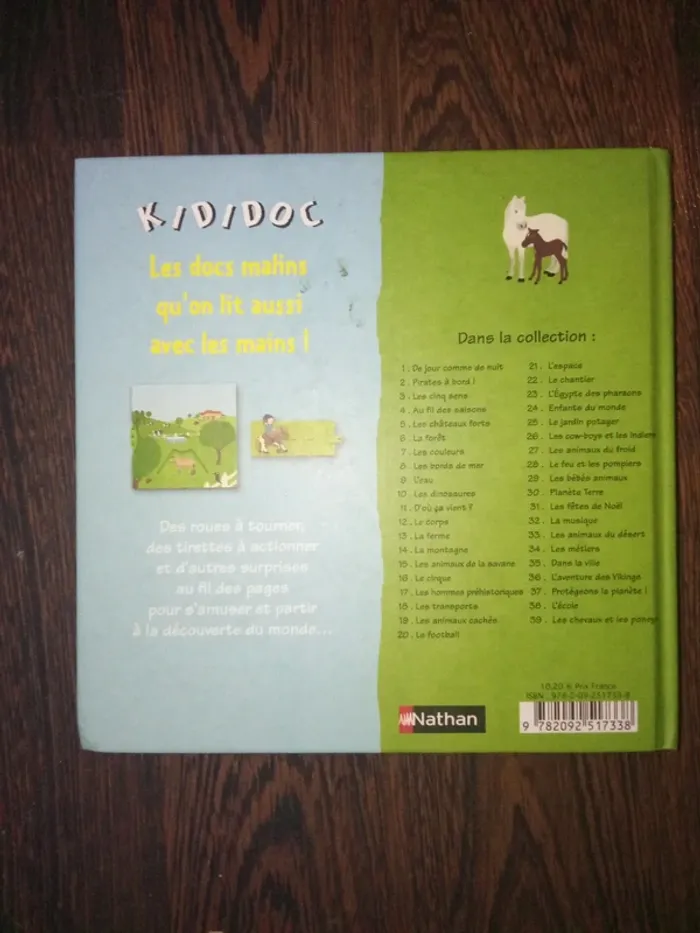 KIDIDOC
Les docs malins
qu'on lit aussi
avec les mains !
Des roues à tourner,
des tirettes à actionner
et d'autres surprises
au fil des pages
pour s'amuser et partir
à la découverte du monde...
Dans la collection :
1. De jour comme de nuit
2. Pirates à bord !
3. Les cinq sens
4. Au fil des saisons
5. Les châteaux forts
6. La forêt
7. Les couleurs
8. Les bords de mer
9. L'eau
10. Les dinosaures
11. D'où ça vient ?
12. Le corps
13. La ferme
14. La montagne
15. Les animaux de la savane
16. Le cirque
17. Les hommes préhistoriques
18. Les transports
19. Les animaux cachés
20. Le football
21. L'espace
22. Le chantier
23. L'Égypte des pharaons
24. Enfants du monde
25. Le jardin potager
26. Les cow-boys et les Indiens
27. Les animaux du froid
28. Le feu et les pompiers
29. Les bébés animaux
30. Planète Terre
31. Les fêtes de Noël
32. La musique
33. Les animaux du désert
34. Les métiers
35. Dans la ville
36. L'aventure des Vikings
37. Protégeons la planète !
38. L'école
39. Les chevaux et les poneys
10,20 € Prix France
ISBN : 978-2-09-251733-8
9 782092 517338
Nathan